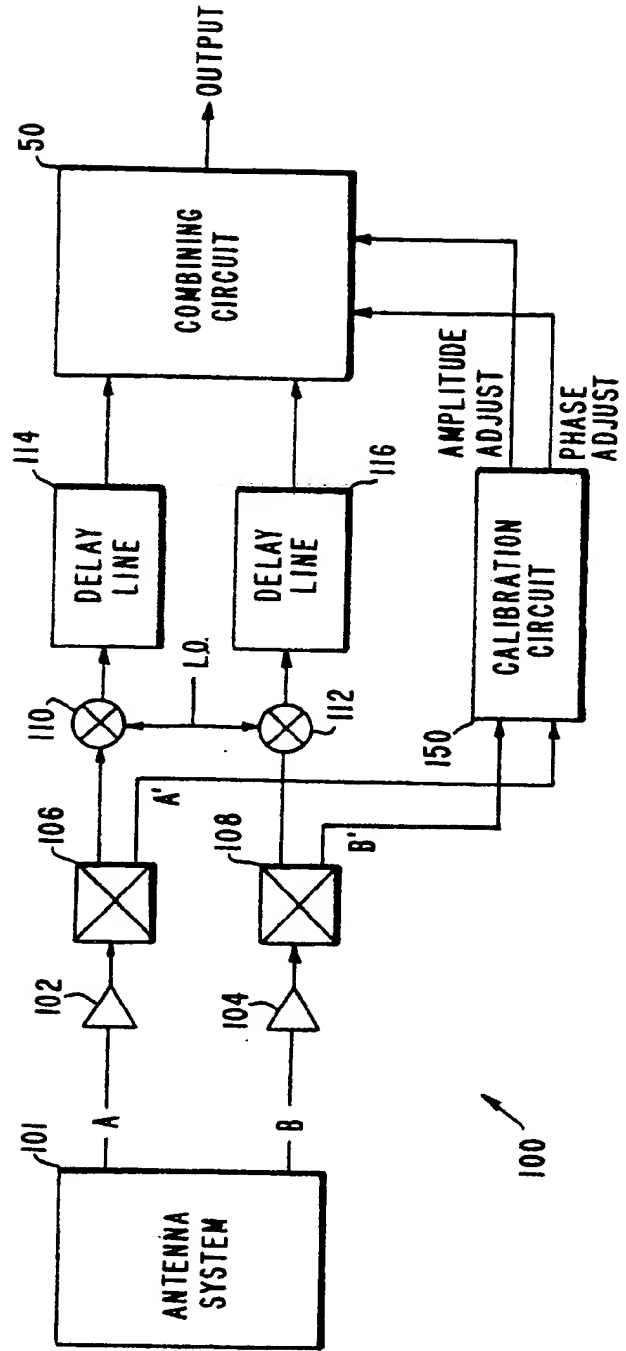 101
ANTENNA
SYSTEM
A
B
102
104
106
108
A'
B'
110
112
L.O.
114
DELAY
LINE
DELAY
LINE
116
50
COMBINING
CIRCUIT
OUTPUT
AMPLITUDE
ADJUST
PHASE
ADJUST
150
CALIBRATION
CIRCUIT
100